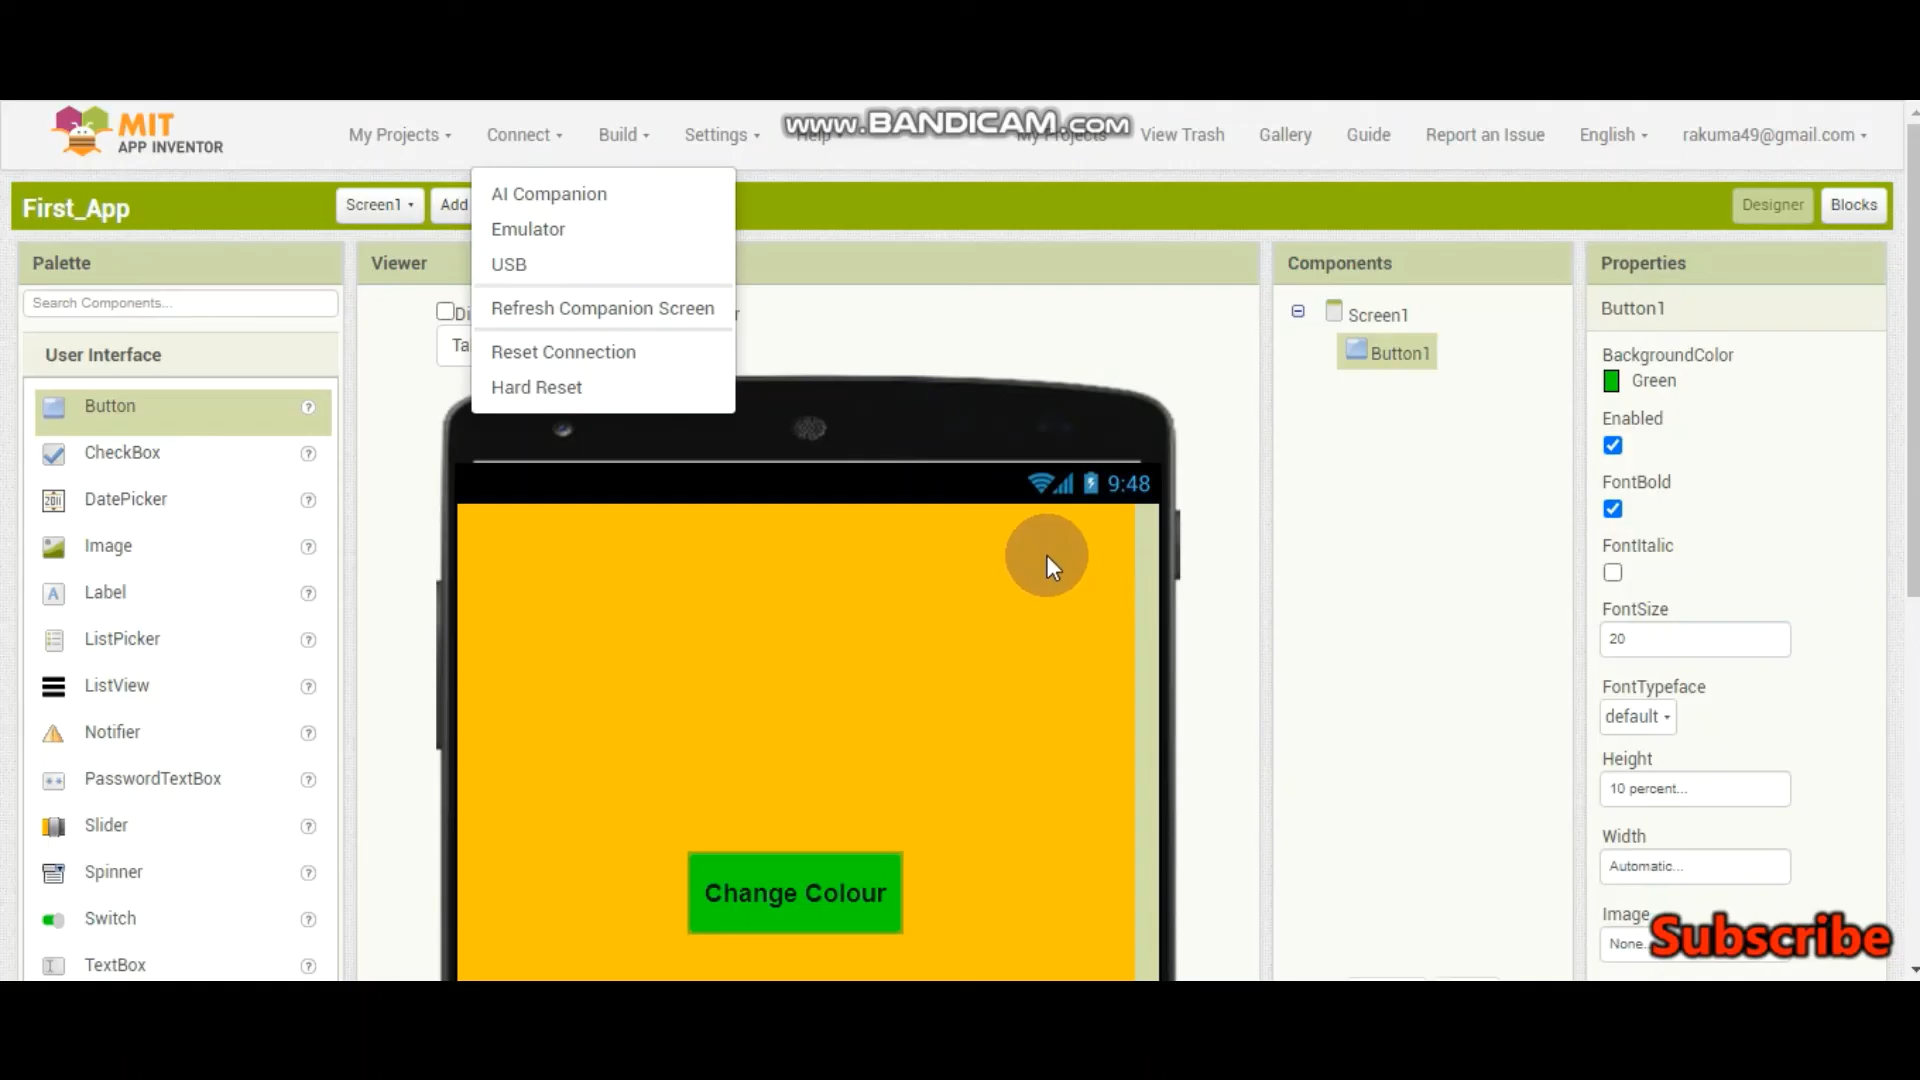 MIT
APP INVENTOR
My Projects
Connect
Build
Settings
Help
www.BANDICAM.com
My Projects
View Trash
Gallery
Guide
Report an Issue
English
rakuma49@gmail.com
First_App
Screen1
Add
Designer
Blocks
AI Companion
Emulator
USB
Refresh Companion Screen
Reset Connection
Hard Reset
Palette
Search Components...
User Interface
Button
CheckBox
DatePicker
Image
Label
ListPicker
ListView
Notifier
PasswordTextBox
Slider
Spinner
Switch
TextBox
Viewer
9:48
Change Colour
Components
Screen1
Button1
Properties
Button1
BackgroundColor
Green
Enabled
FontBold
FontItalic
FontSize
20
FontTypeface
default
Height
10 percent...
Width
Automatic...
Image
None...
Subscribe